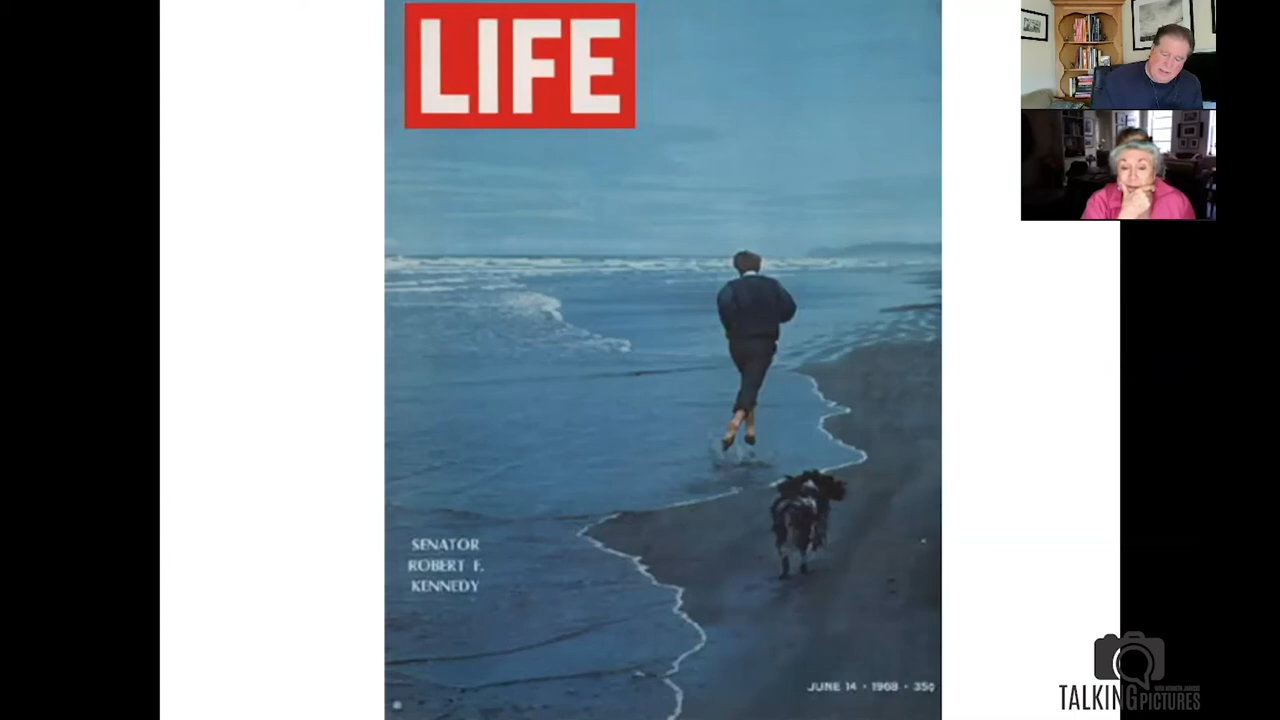 LIFE
SENATOR
ROBERT F.
KENNEDY
JUNE 14 · 1968 · 35¢
TALKING
PICTURES